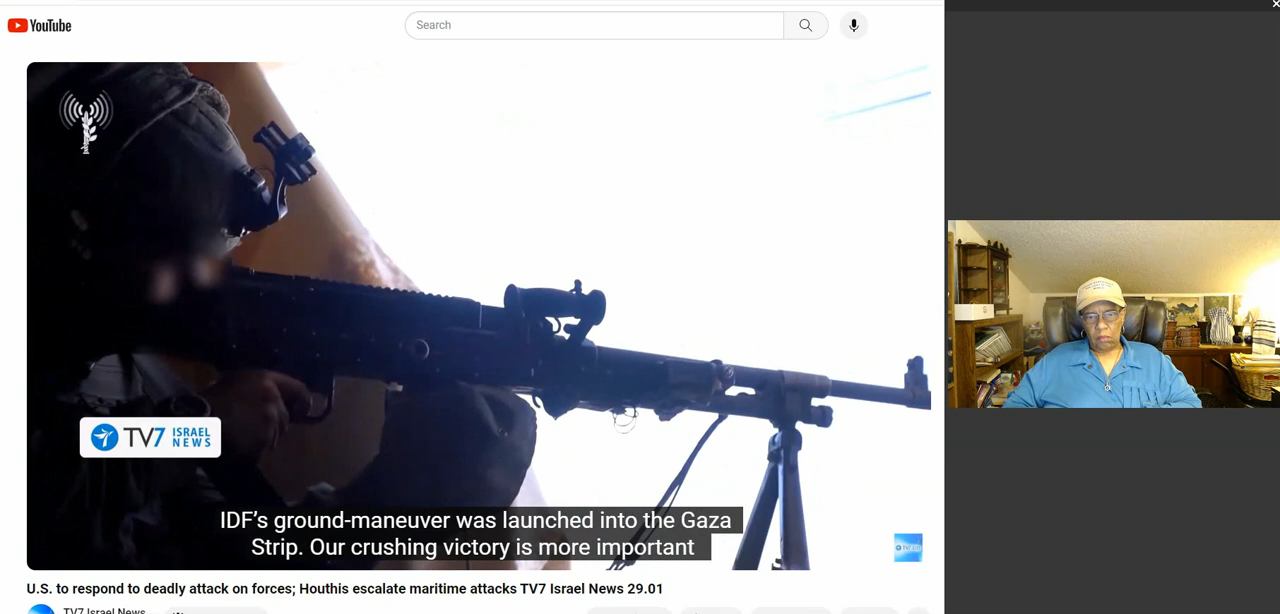 YouTube
Search
TV7 ISRAEL
NEWS
IDF’s ground-maneuver was launched into the Gaza
Strip. Our crushing victory is more important
U.S. to respond to deadly attack on forces; Houthis escalate maritime attacks TV7 Israel News 29.01
TV7 Israel News